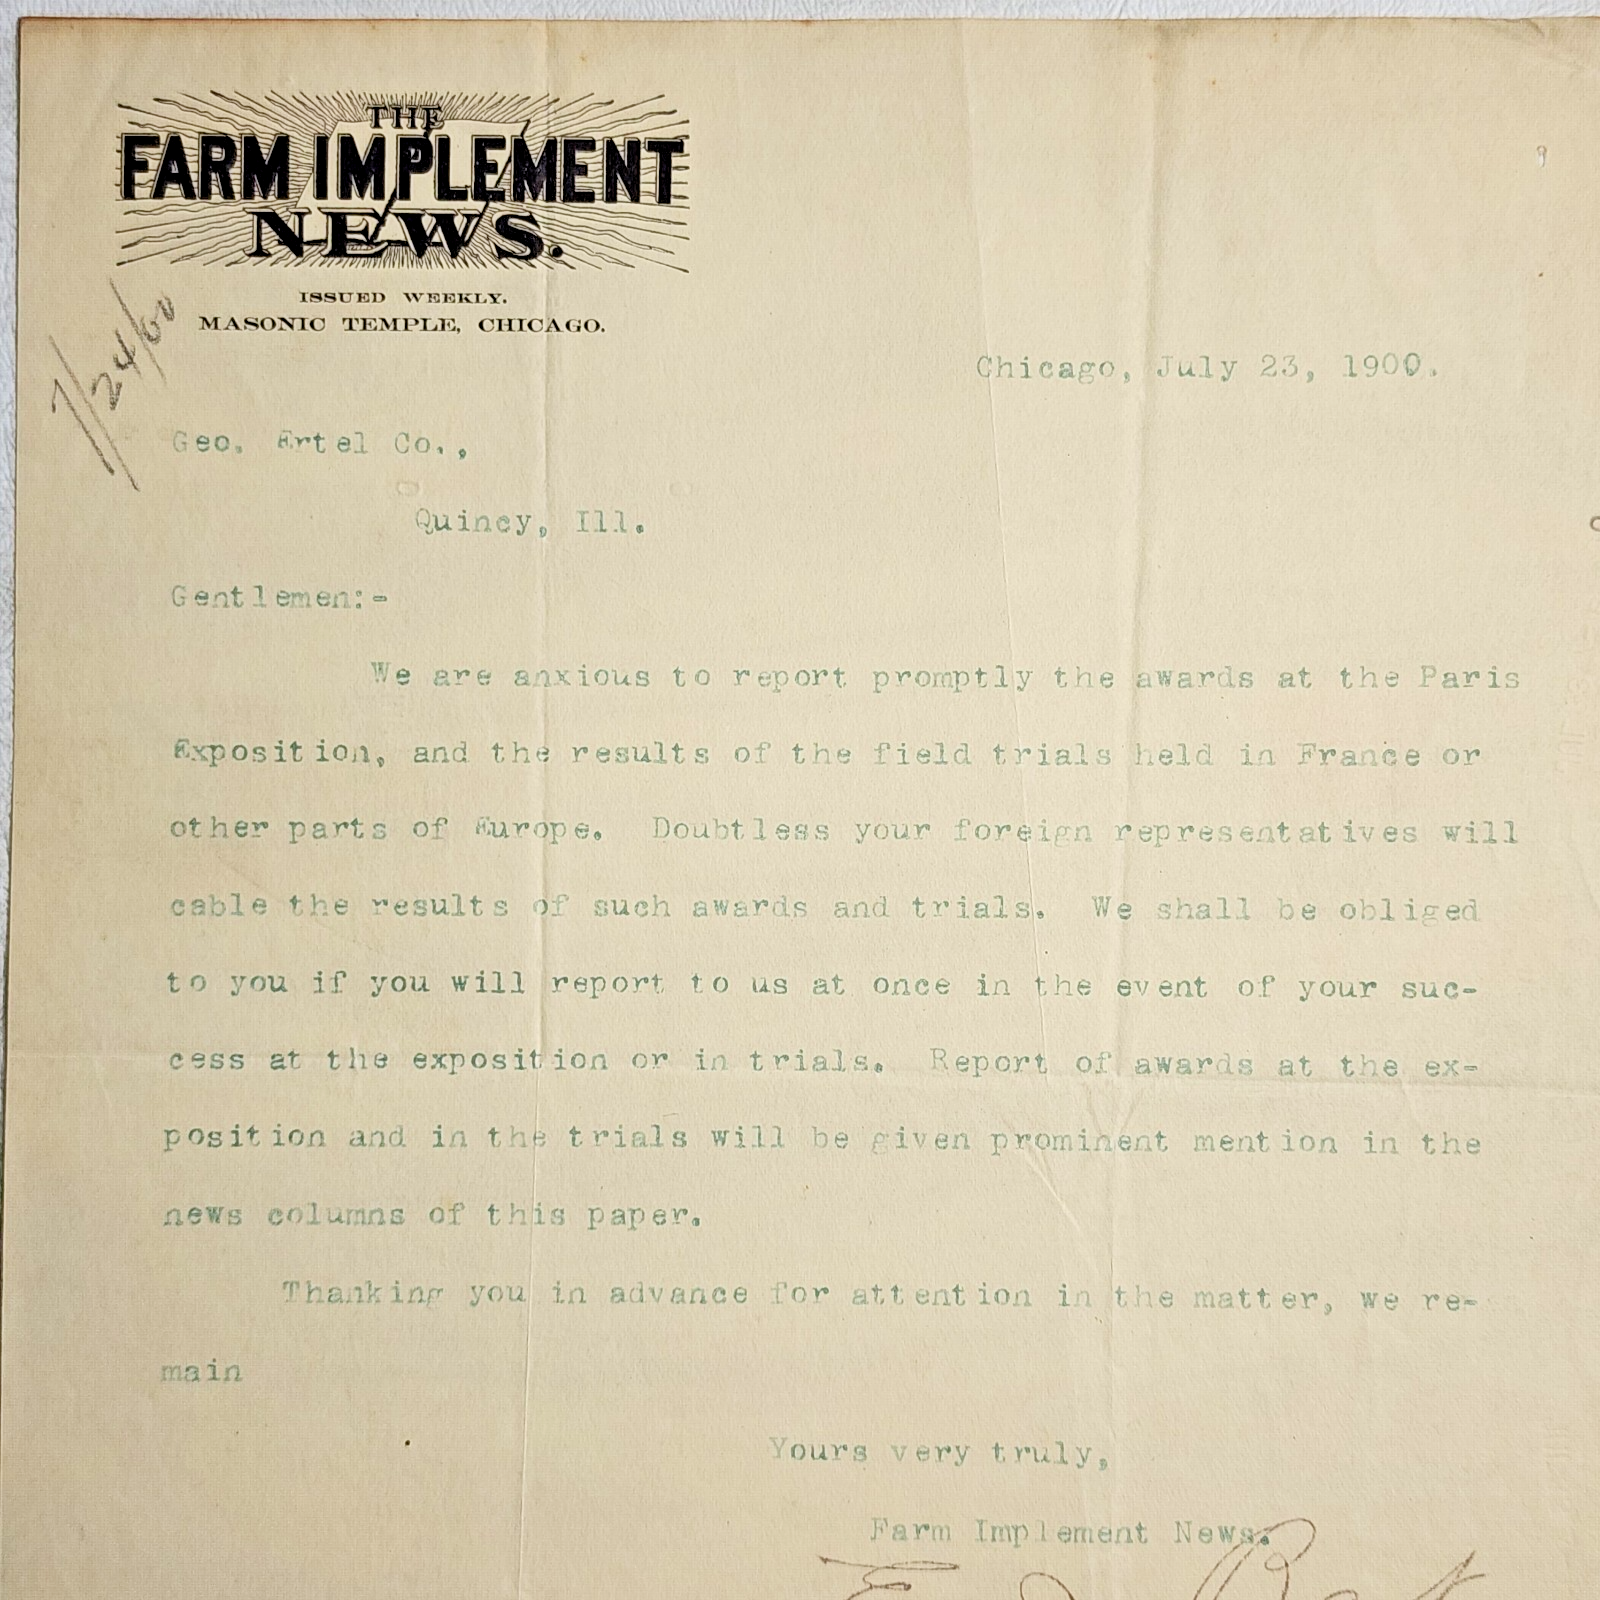 THE
FARM IMPLEMENT
NEWS.
ISSUED WEEKLY.
MASONIC TEMPLE, CHICAGO.
7/24/00
Chicago, July 23, 1900.
Geo. Ertel Co.,
Quincy, Ill.
Gentlemen:-
We are anxious to report promptly the awards at the Paris
Exposition, and the results of the field trials held in France or
other parts of Europe. Doubtless your foreign representatives will
cable the results of such awards and trials. We shall be obliged
to you if you will report to us at once in the event of your suc-
cess at the exposition or in trials. Report of awards at the ex-
position and in the trials will be given prominent mention in the
news columns of this paper.
Thanking you in advance for attention in the matter, we re-
main
Yours very truly,
Farm Implement News.